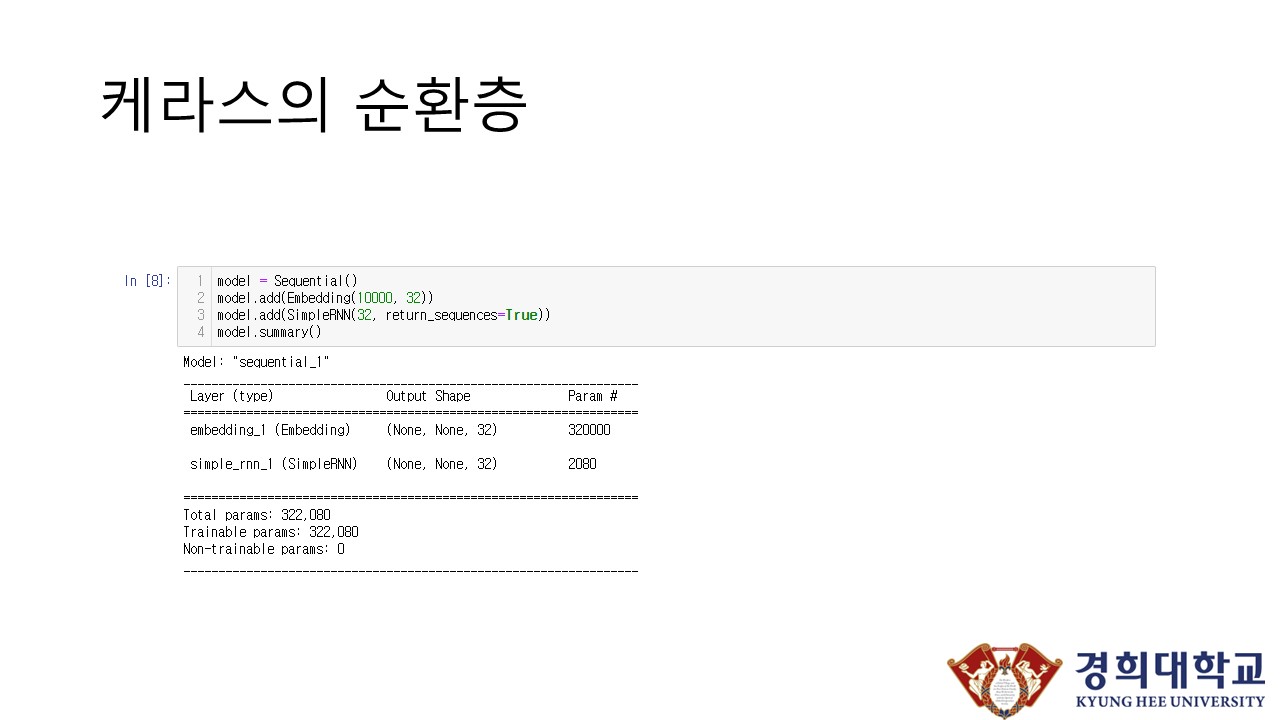 케라스의 순환층
In [8]:
1 model = Sequential()
2 model.add(Embedding(10000, 32))
3 model.add(SimpleRNN(32, return_sequences=True))
4 model.summary()
Model: "sequential_1"
_________________________________________________________________
Layer (type) Output Shape Param #
=================================================================
embedding_1 (Embedding) (None, None, 32) 320000
simple_rnn_1 (SimpleRNN) (None, None, 32) 2080
=================================================================
Total params: 322,080
Trainable params: 322,080
Non-trainable params: 0
_________________________________________________________________
경희대학교
KYUNG HEE UNIVERSITY